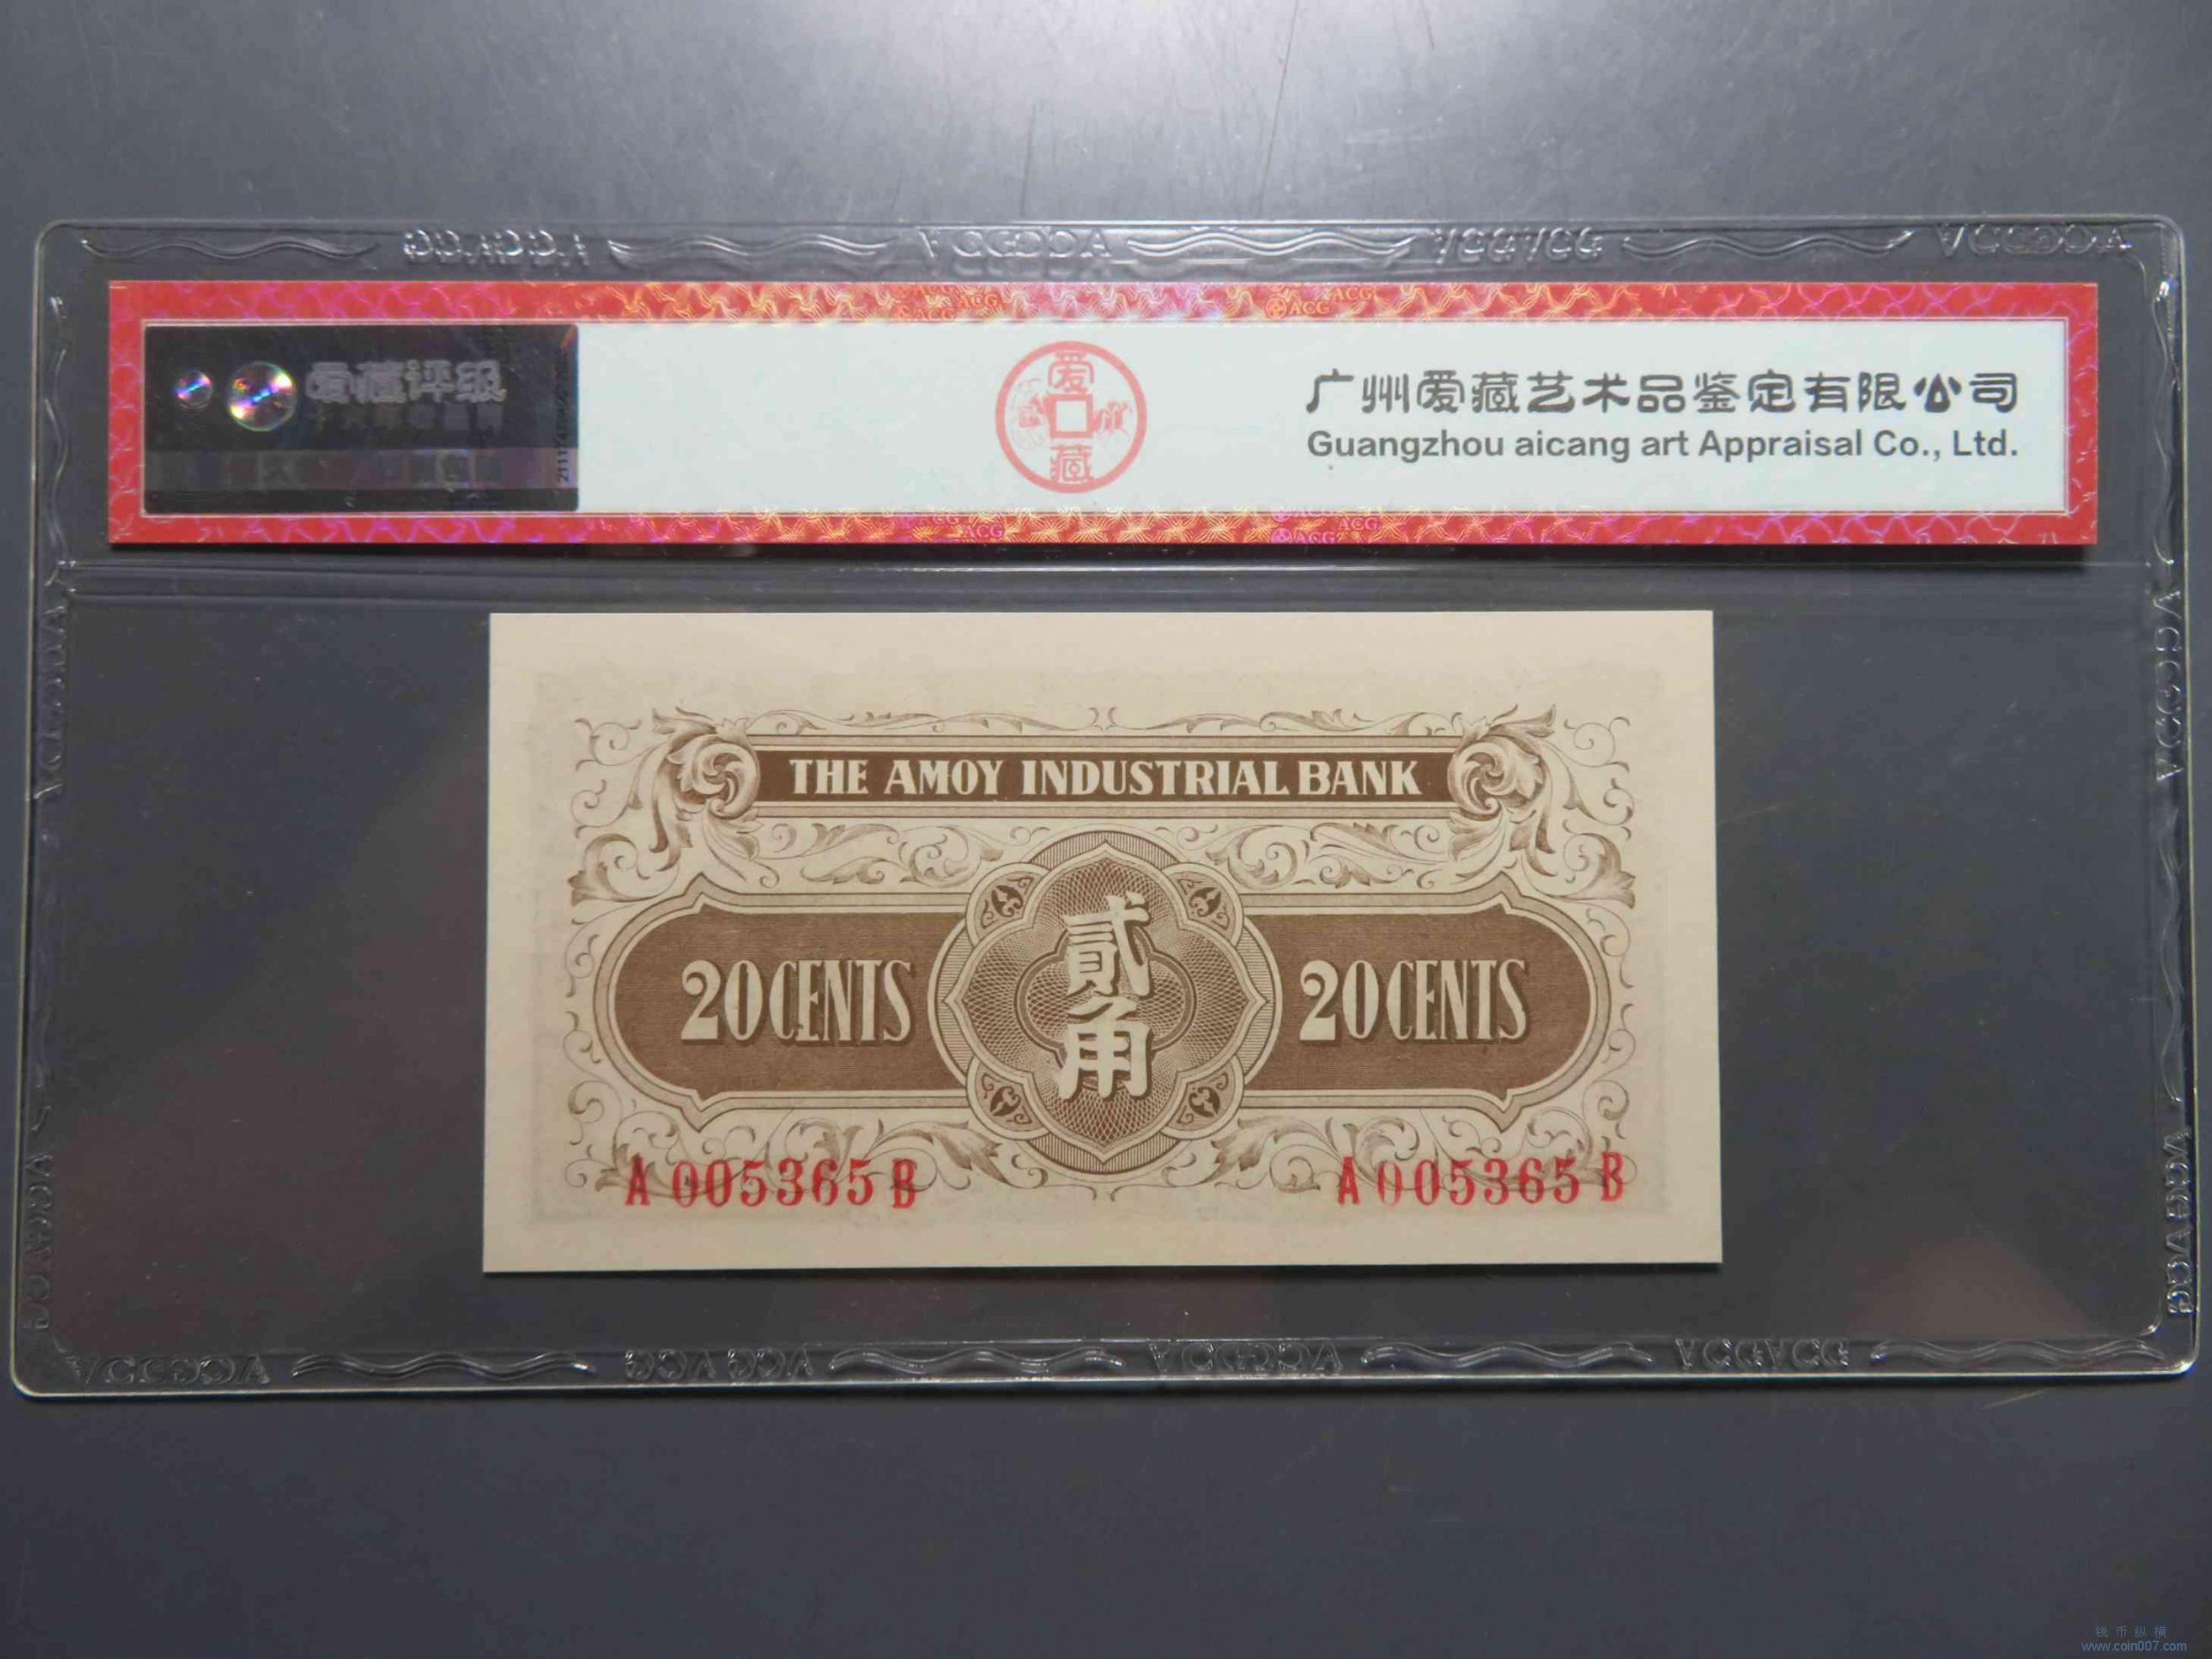 爱藏评级
爱藏
广州爱藏艺术品鉴定有限公司
Guangzhou aicang art Appraisal Co., Ltd.
THE AMOY INDUSTRIAL BANK
20 CENTS
貳角
20 CENTS
A 005365 B
A 005365 B
钱币纵横
www.coin007.com